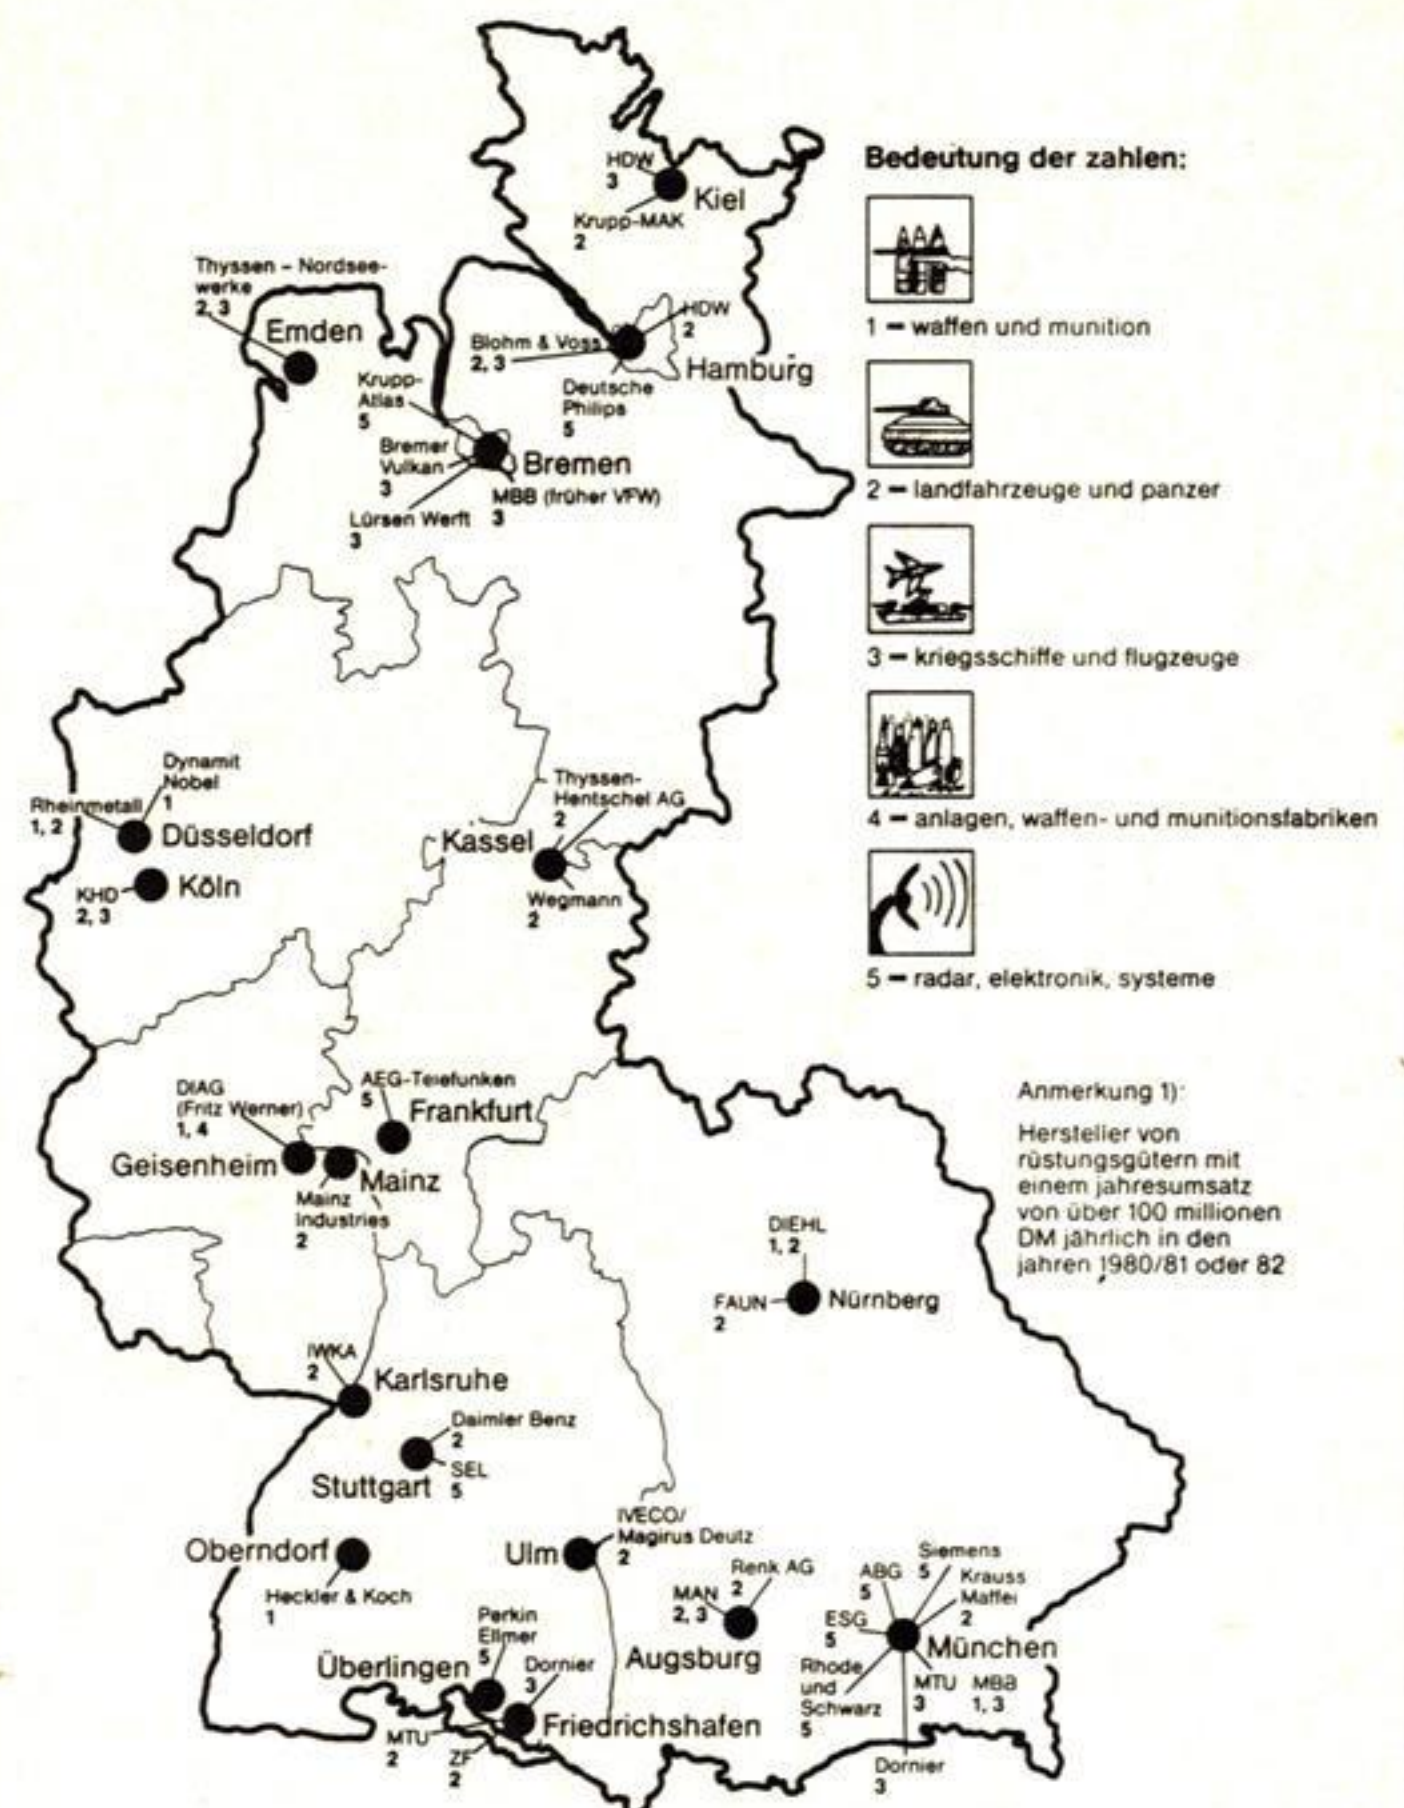 HDW
3
Kiel
Krupp-MAK
2
Thyssen – Nordsee-
werke
2, 3
Emden
HDW
2
Blohm & Voss
2, 3
Hamburg
Deutsche
Philips
5
Krupp-
Atlas
5
Bremer
Vulkan
3
Bremen
MBB (früher VFW)
3
Lürsen Werft
3
Dynamit
Nobel
1
Rheinmetall
1, 2
Düsseldorf
KHD
2, 3
Köln
Thyssen-
Hentschel AG
2
Kassel
Wegmann
2
DIAG
(Fritz Werner)
1, 4
Geisenheim
AEG-Telefunken
5
Frankfurt
Mainz
Mainz
Industries
2
DIEHL
1, 2
FAUN
2
Nürnberg
IWKA
2
Karlsruhe
Daimler Benz
2
SEL
5
Stuttgart
Oberndorf
Heckler & Koch
1
Ulm
IVECO/
Magirus Deutz
2
Renk AG
2
MAN
2, 3
Augsburg
Perkin
Ellmer
5
Überlingen
Dornier
3
Friedrichshafen
MTU
2
ZF
2
Siemens
5
ABG
5
Krauss
Maffei
2
ESG
5
München
Rhode
und
Schwarz
5
MTU
3
MBB
1, 3
Dornier
3
Bedeutung der zahlen:
1 – waffen und munition
2 – landfahrzeuge und panzer
3 – kriegsschiffe und flugzeuge
4 – anlagen, waffen- und munitionsfabriken
5 – radar, elektronik, systeme
Anmerkung 1):
Hersteller von
rüstungsgütern mit
einem jahresumsatz
von über 100 millionen
DM jährlich in den
jahren 1980/81 oder 82